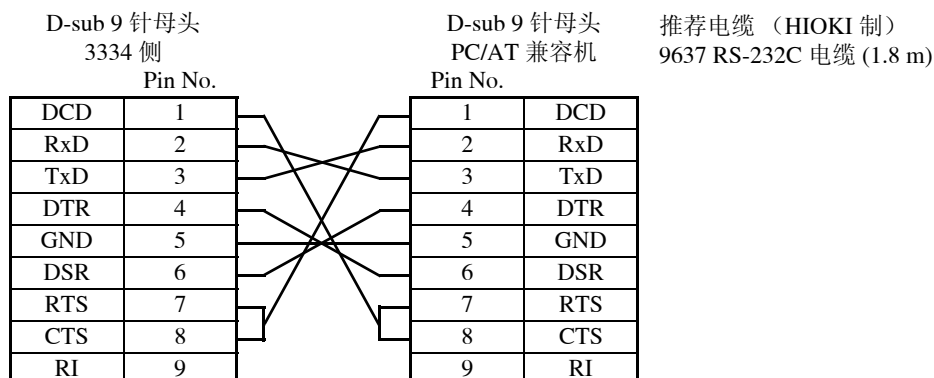 D-sub 9 针母头
3334 侧
Pin No.
D-sub 9 针母头
PC/AT 兼容机
Pin No.
推荐电缆 （HIOKI 制）
9637 RS-232C 电缆 (1.8 m)
DCD 1 1 DCD
RxD 2 2 RxD
TxD 3 3 TxD
DTR 4 4 DTR
GND 5 5 GND
DSR 6 6 DSR
RTS 7 7 RTS
CTS 8 8 CTS
RI 9 9 RI